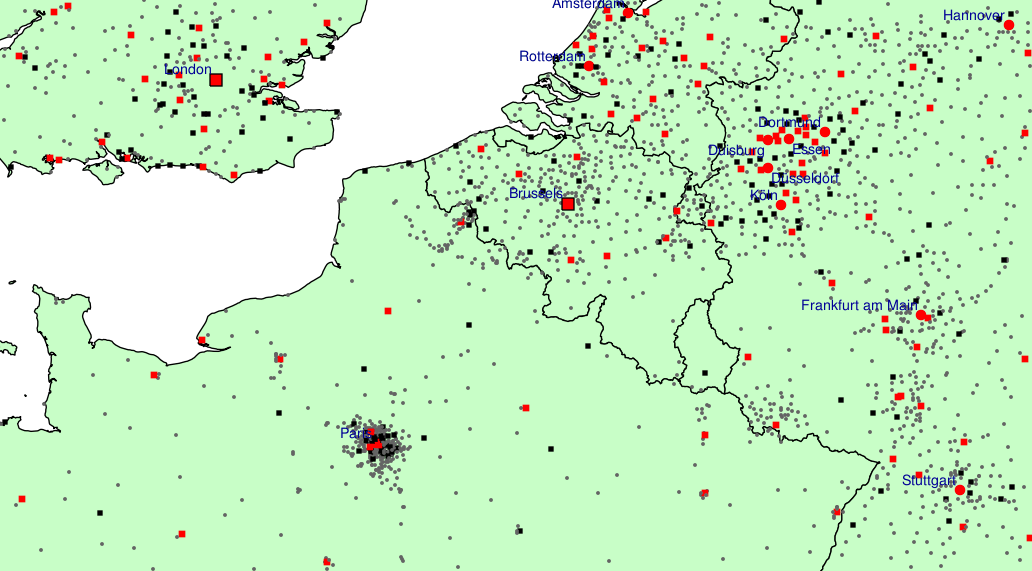 Amsterdam
Hannover
Rotterdam
London
Dortmund
Duisburg
Essen
Düsseldorf
Brussels
Köln
Frankfurt am Main
Paris
Stuttgart